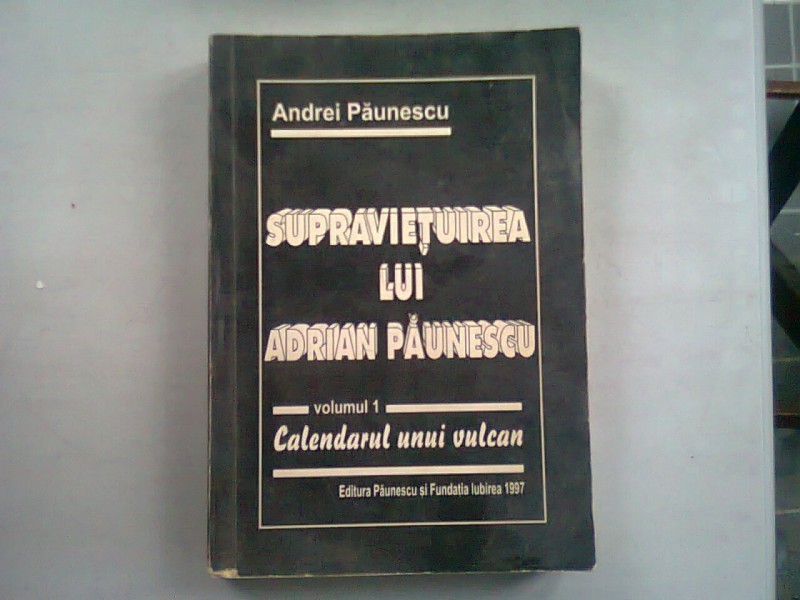 Andrei Păunescu
SUPRAVIEȚUIREA
LUI
ADRIAN PĂUNESCU
volumul 1
Calendarul unui vulcan
Editura Păunescu și Fundația Iubirea 1997